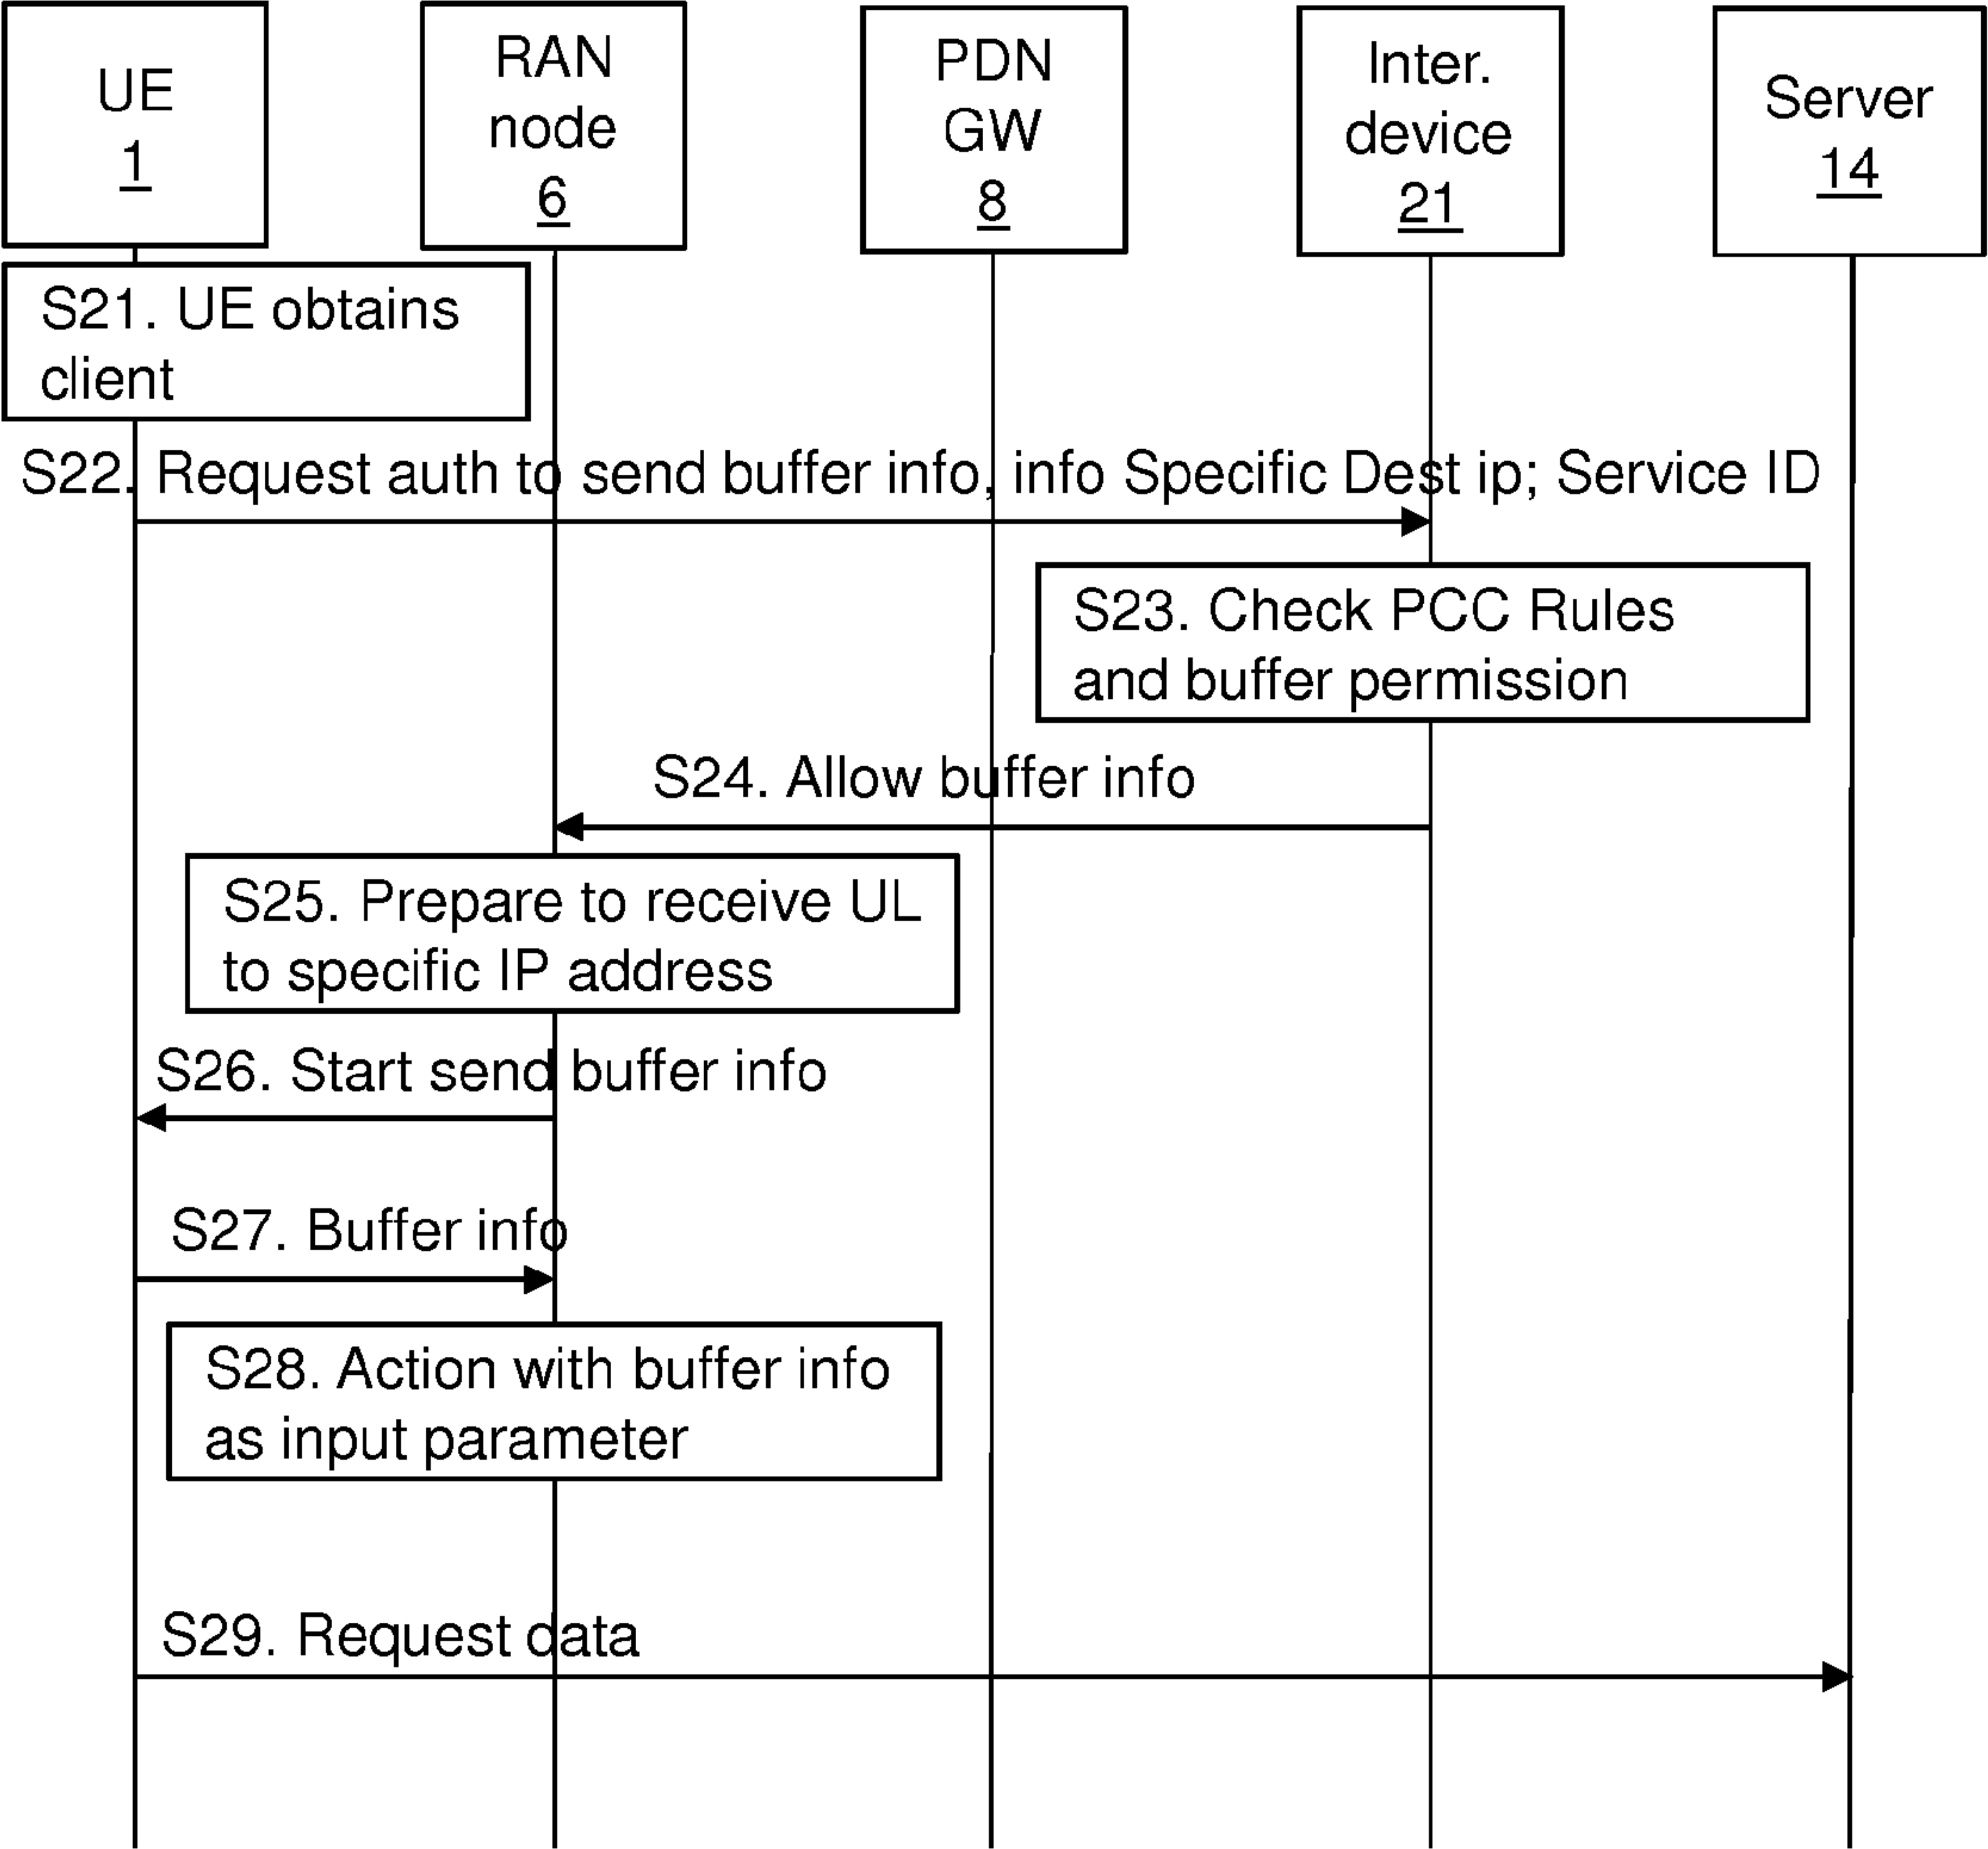 UE
1
RAN
node
6
PDN
GW
8
Inter.
device
21
Server
14
S21. UE obtains
client
S22. Request auth to send buffer info, info Specific Dest ip; Service ID
S23. Check PCC Rules
and buffer permission
S24. Allow buffer info
S25. Prepare to receive UL
to specific IP address
S26. Start send buffer info
S27. Buffer info
S28. Action with buffer info
as input parameter
S29. Request data